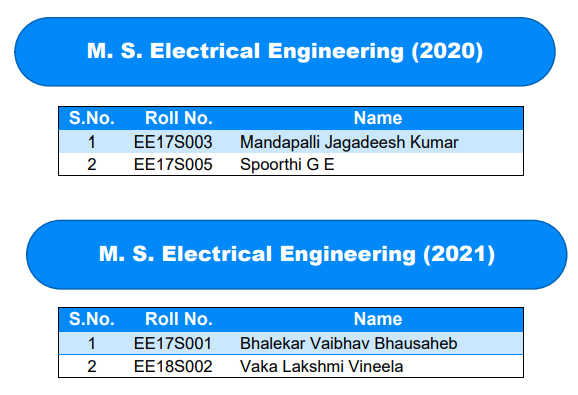 M. S. Electrical Engineering (2020)
S.No. Roll No. Name
1 EE17S003 Mandapalli Jagadeesh Kumar
2 EE17S005 Spoorthi G E
M. S. Electrical Engineering (2021)
S.No. Roll No. Name
1 EE17S001 Bhalekar Vaibhav Bhausaheb
2 EE18S002 Vaka Lakshmi Vineela